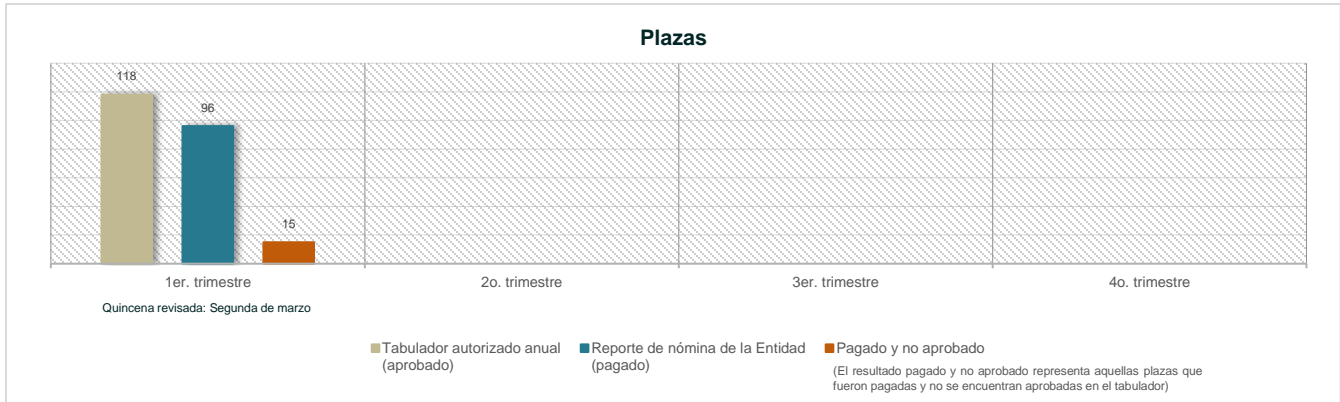 Plazas
118
96
15
1er. trimestre
2o. trimestre
3er. trimestre
4o. trimestre
Quincena revisada: Segunda de marzo
Tabulador autorizado anual
(aprobado)
Reporte de nómina de la Entidad
(pagado)
Pagado y no aprobado
(El resultado pagado y no aprobado representa aquellas plazas que
fueron pagadas y no se encuentran aprobadas en el tabulador)